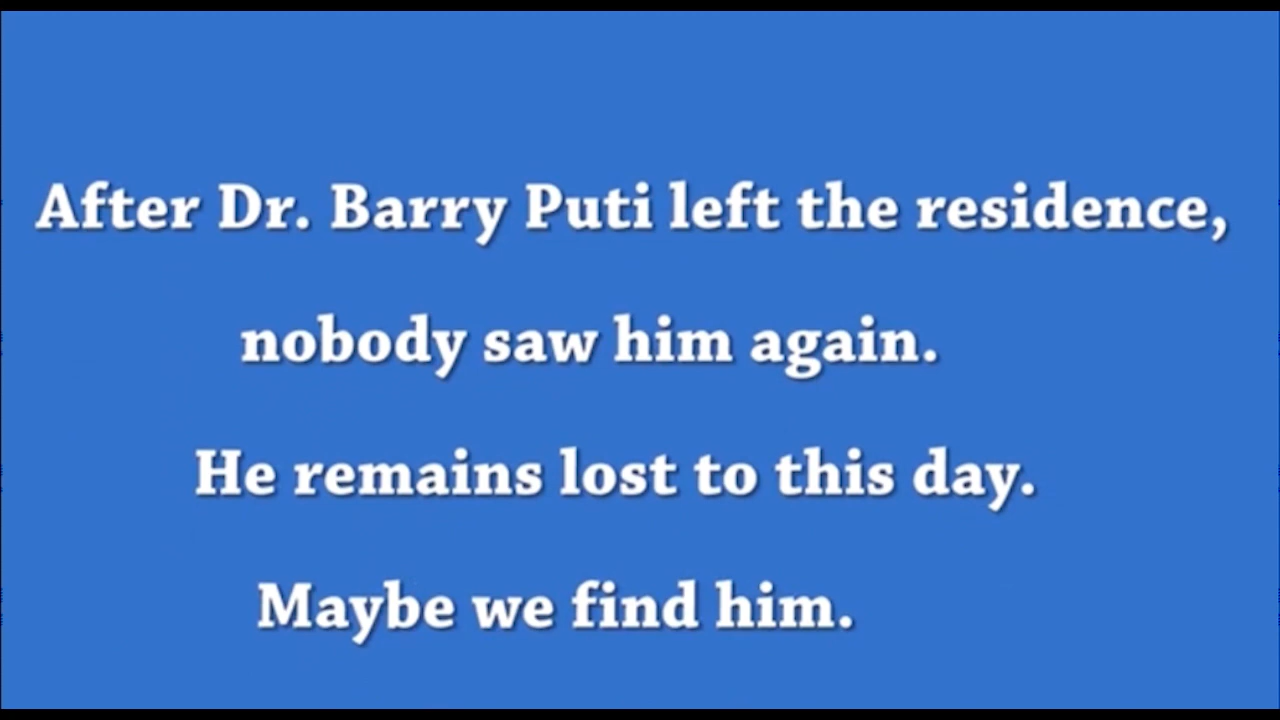 After Dr. Barry Puti left the residence,
nobody saw him again.
He remains lost to this day.
Maybe we find him.